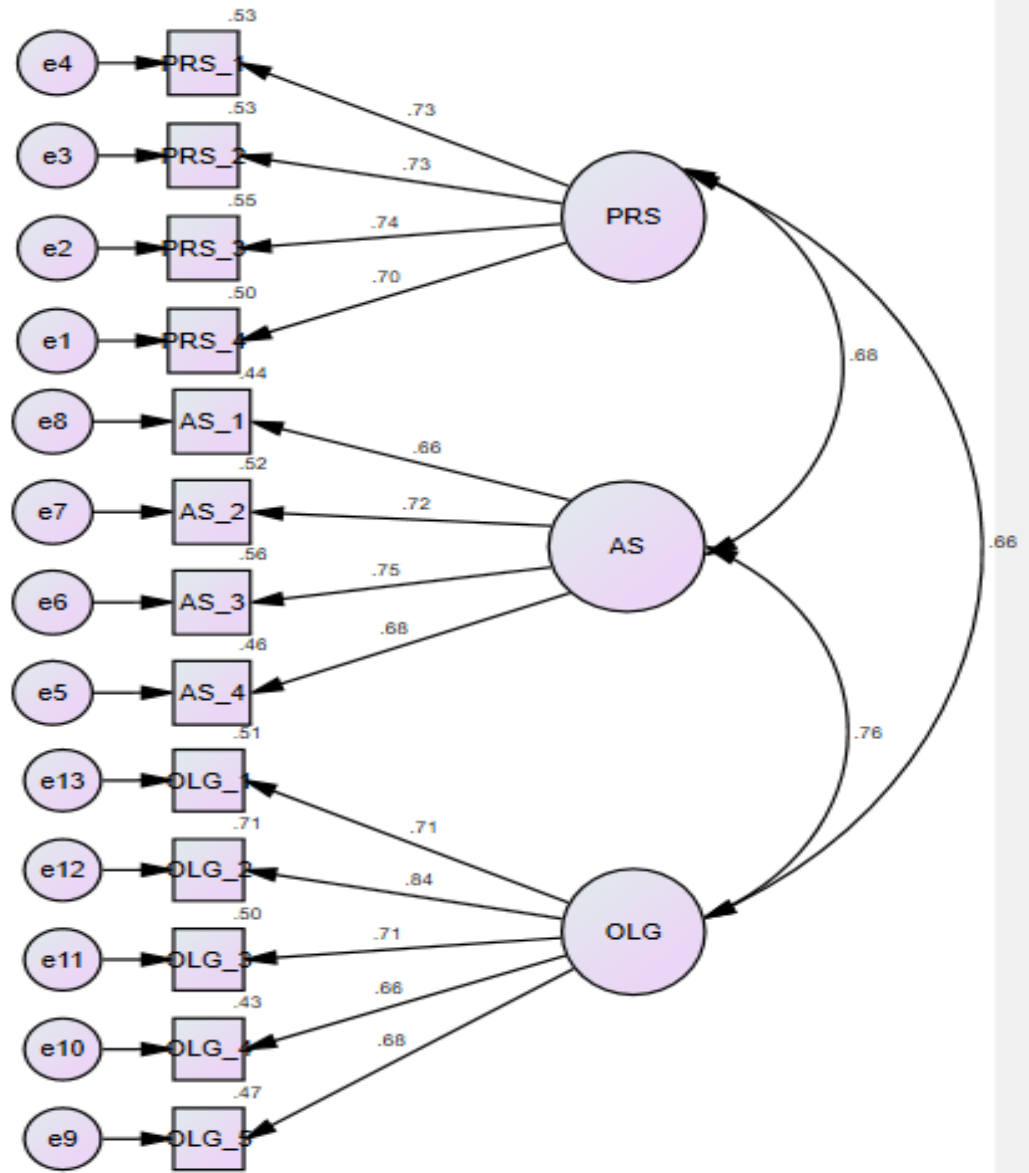 .53
e4 PRS_1
.73
.53
e3 PRS_2
.73
PRS
.55
e2 PRS_3
.74
.50
.70
e1 PRS_4
.68
.44
e8 AS_1
.66
.52
e7 AS_2
.72
AS
.66
.56
e6 AS_3
.75
.46
.68
e5 AS_4
.76
.51
e13 OLG_1
.71
.71
e12 OLG_2
.84
OLG
.50
e11 OLG_3
.71
.43
.66
e10 OLG_4
.68
.47
e9 OLG_5